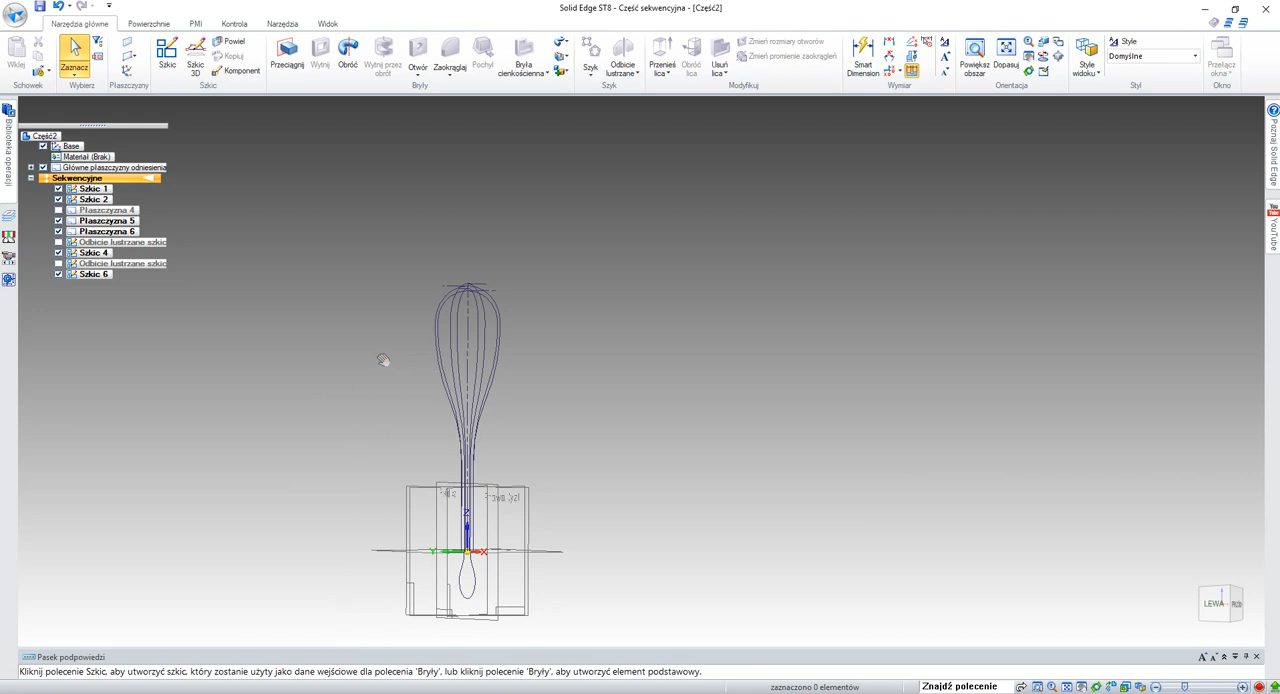 Solid Edge ST8 - Część sekwencyjna - [Część2]
Narzędzia główne Powierzchnie PMI Kontrola Narzędzia Widok
Wklej
Zaznacz
Szkic
Szkic 3D
Powiel
Kopiuj
Komponent
Przeciągnij
Wytnij
Obróć
Wytnij przez obrót
Otwór
Zaokrąglaj
Pochyl
Bryła cienkościenna
Szyk
Odbicie lustrzane
Przenieś lica
Obróć lica
Usuń lica
Zmień rozmiary otworów
Zmień promienie zaokrągleń
Smart Dimension
Powiększ obszar
Dopasuj
Style widoku
Style
Domyślne
Przełącz okna
Schowek Wybierz Płaszczyzny Szkic Bryły Szyk Modyfikuj Wymiar Orientacja Styl Okno
Biblioteka operacji
Poznaj Solid Edge
YouTube
Część2
Base
Materiał (Brak)
Główne płaszczyzny odniesienia
Sekwencyjne
Szkic 1
Szkic 2
Płaszczyzna 4
Płaszczyzna 5
Płaszczyzna 6
Odbicie lustrzane szkic
Szkic 4
Odbicie lustrzane szkic
Szkic 6
Z
Y X
LEWA
Pasek podpowiedzi
Kliknij polecenie Szkic, aby utworzyć szkic, który zostanie użyty jako dane wejściowe dla polecenia 'Bryły', lub kliknij polecenie 'Bryły', aby utworzyć element podstawowy.
zaznaczono 0 elementów
Znajdź polecenie